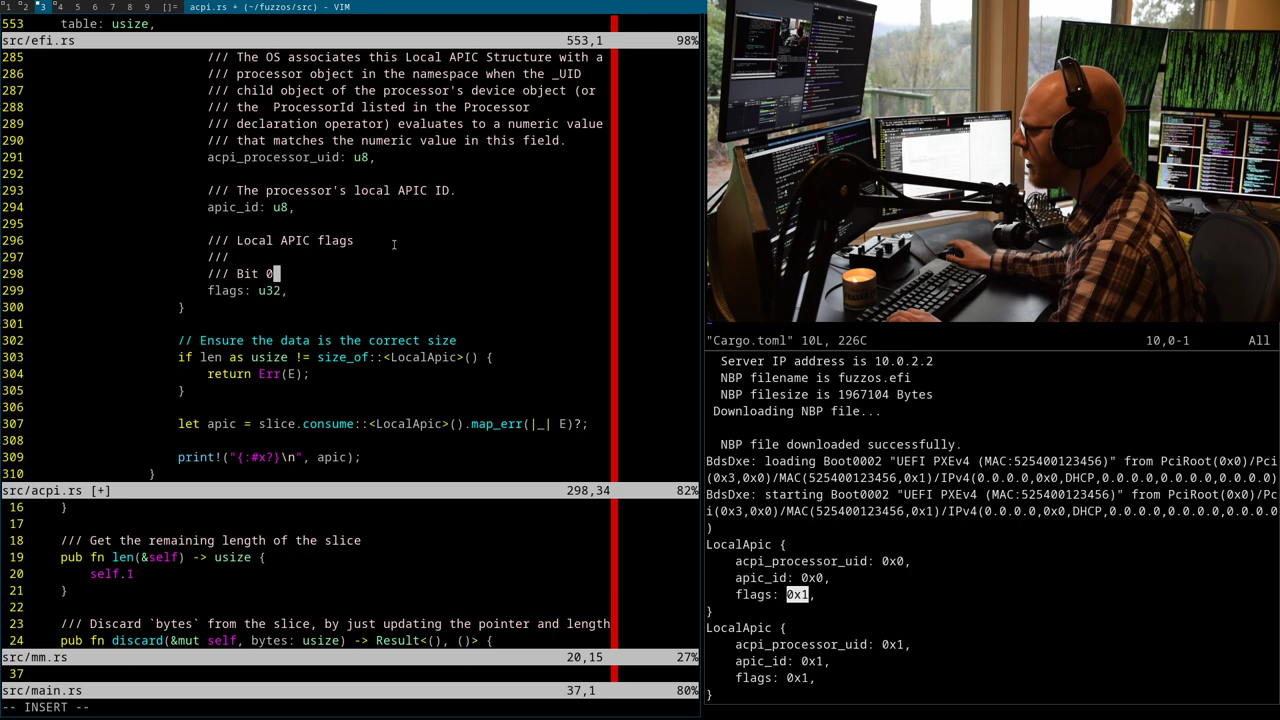 1 2 3 4 5 6 7 8 9 []= acpi.rs + (~/fuzzos/src) - VIM
553     table: usize,
src/efi.rs 553,1 98%
285 /// The OS associates this Local APIC Structure with a
286 /// processor object in the namespace when the _UID
287 /// child object of the processor's device object (or
288 /// the  ProcessorId listed in the Processor
289 /// declaration operator) evaluates to a numeric value
290 /// that matches the numeric value in this field.
291 acpi_processor_uid: u8,
292
293 /// The processor's local APIC ID.
294 apic_id: u8,
295
296 /// Local APIC flags
297 ///
298 /// Bit 0
299 flags: u32,
300 }
301
302 // Ensure the data is the correct size
303 if len as usize != size_of::<LocalApic>() {
304 return Err(E);
305 }
306
307 let apic = slice.consume::<LocalApic>().map_err(|_| E)?;
308
309 print!("{:#x?}\n", apic);
310 }
src/acpi.rs [+] 298,34 82%
16 }
17
18 /// Get the remaining length of the slice
19 pub fn len(&self) -> usize {
20 self.1
21 }
22
23 /// Discard `bytes` from the slice, by just updating the pointer and length
24 pub fn discard(&mut self, bytes: usize) -> Result<(), ()> {
src/mm.rs 20,15 27%
37
src/main.rs 37,1 80%
-- INSERT --
"Cargo.toml" 10L, 226C 10,0-1 All
Server IP address is 10.0.2.2
NBP filename is fuzzos.efi
NBP filesize is 1967104 Bytes
Downloading NBP file...
NBP file downloaded successfully.
BdsDxe: loading Boot0002 "UEFI PXEv4 (MAC:525400123456)" from PciRoot(0x0)/Pci
(0x3,0x0)/MAC(525400123456,0x1)/IPv4(0.0.0.0,0x0,DHCP,0.0.0.0,0.0.0.0,0.0.0.0)
BdsDxe: starting Boot0002 "UEFI PXEv4 (MAC:525400123456)" from PciRoot(0x0)/Pc
i(0x3,0x0)/MAC(525400123456,0x1)/IPv4(0.0.0.0,0x0,DHCP,0.0.0.0,0.0.0.0,0.0.0.0
)
LocalApic {
acpi_processor_uid: 0x0,
apic_id: 0x0,
flags: 0x1,
}
LocalApic {
acpi_processor_uid: 0x1,
apic_id: 0x1,
flags: 0x1,
}